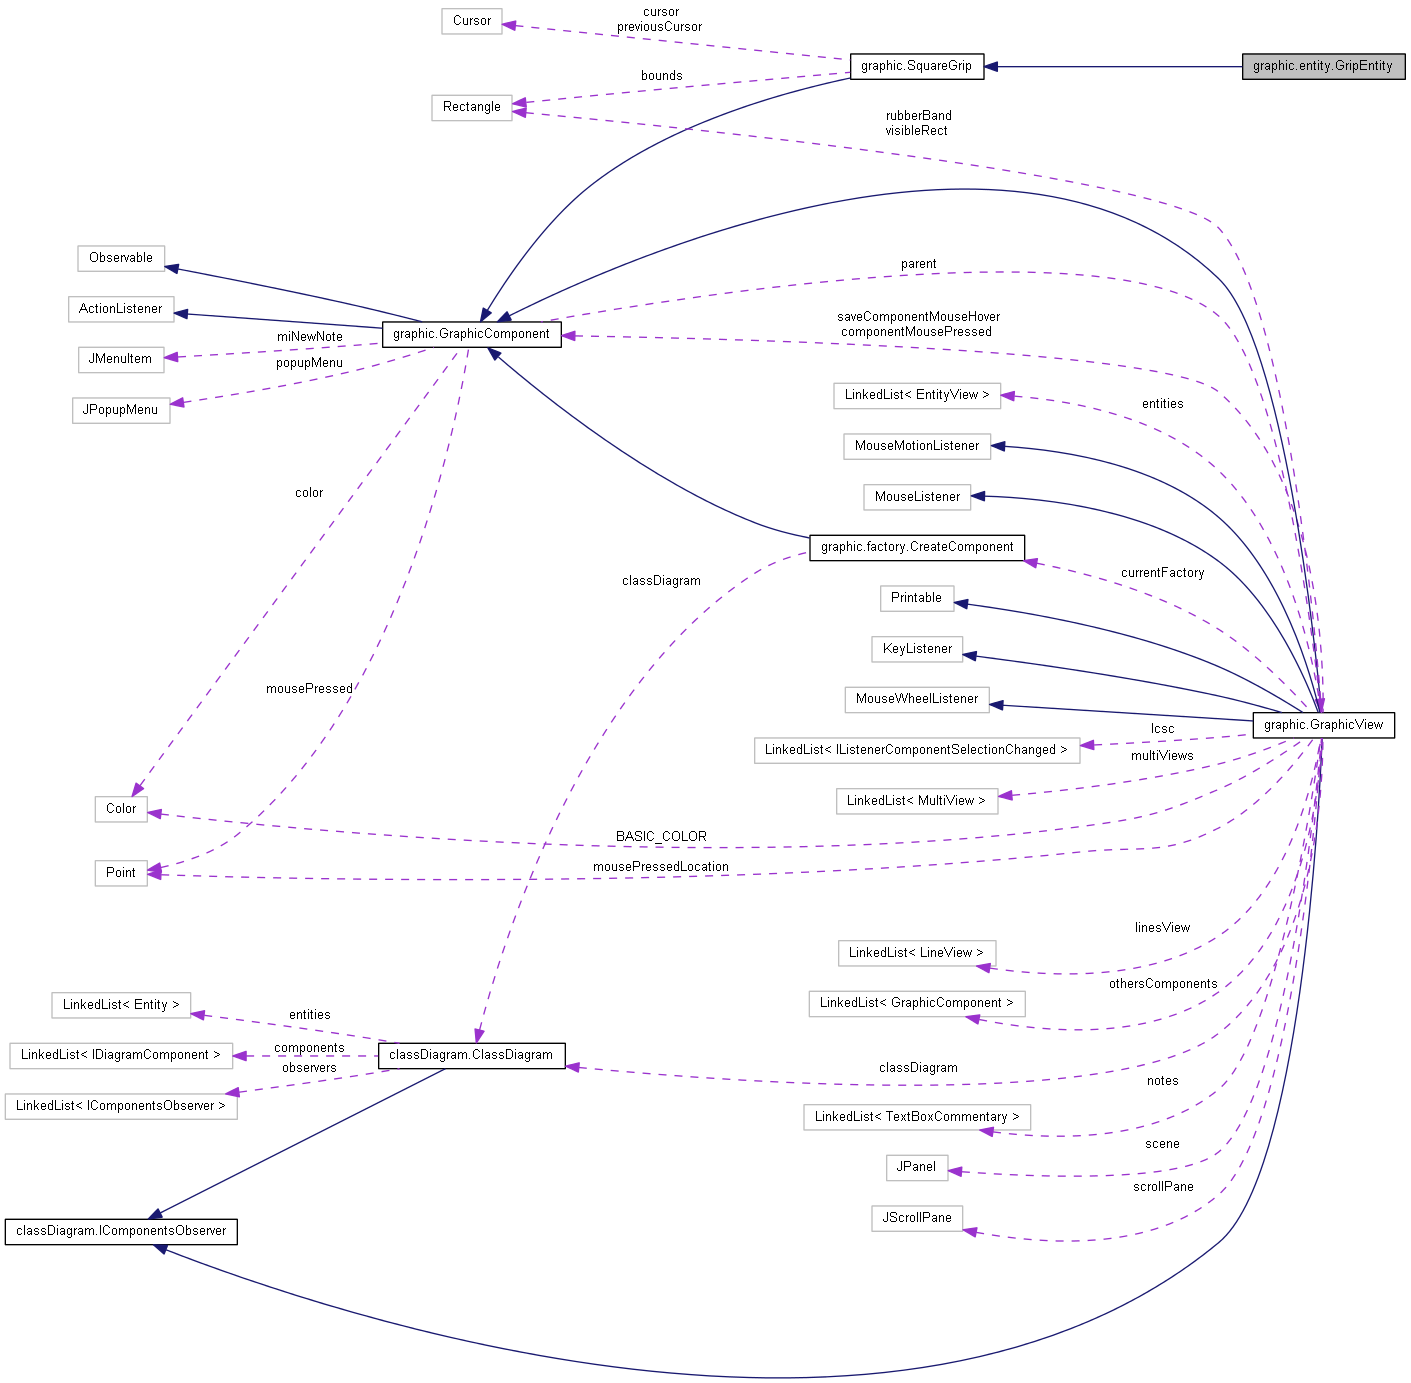 cursor
previousCursor
Cursor
graphic.SquareGrip
graphic.entity.GripEntity
bounds
Rectangle
rubberBand
visibleRect
Observable
parent
ActionListener
saveComponentMouseHover
componentMousePressed
graphic.GraphicComponent
miNewNote
JMenuItem
popupMenu
JPopupMenu
LinkedList< EntityView >
entities
MouseMotionListener
color
MouseListener
graphic.factory.CreateComponent
currentFactory
classDiagram
Printable
KeyListener
mousePressed
MouseWheelListener
graphic.GraphicView
lcsc
LinkedList< IListenerComponentSelectionChanged >
multiViews
LinkedList< MultiView >
Color
BASIC_COLOR
mousePressedLocation
Point
linesView
LinkedList< LineView >
othersComponents
LinkedList< GraphicComponent >
LinkedList< Entity >
entities
components
LinkedList< IDiagramComponent >
classDiagram.ClassDiagram
observers
classDiagram
notes
LinkedList< IComponentsObserver >
LinkedList< TextBoxCommentary >
scene
JPanel
scrollPane
JScrollPane
classDiagram.IComponentsObserver